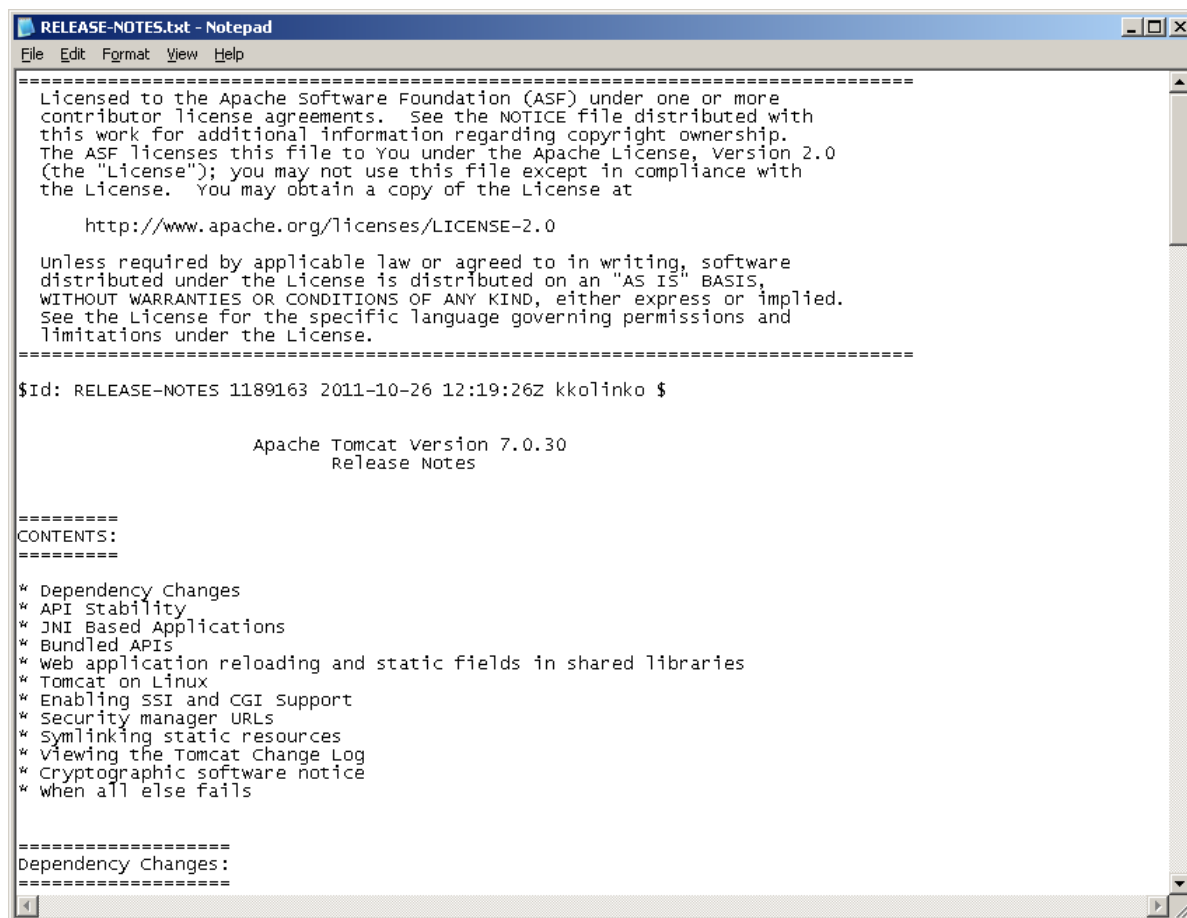 RELEASE-NOTES.txt - Notepad
File Edit Format View Help
================================================================================
  Licensed to the Apache Software Foundation (ASF) under one or more
  contributor license agreements.  See the NOTICE file distributed with
  this work for additional information regarding copyright ownership.
  The ASF licenses this file to You under the Apache License, Version 2.0
  (the "License"); you may not use this file except in compliance with
  the License.  You may obtain a copy of the License at

      http://www.apache.org/licenses/LICENSE-2.0

  Unless required by applicable law or agreed to in writing, software
  distributed under the License is distributed on an "AS IS" BASIS,
  WITHOUT WARRANTIES OR CONDITIONS OF ANY KIND, either express or implied.
  See the License for the specific language governing permissions and
  limitations under the License.
================================================================================

$Id: RELEASE-NOTES 1189163 2011-10-26 12:19:26Z kkolinko $


                     Apache Tomcat Version 7.0.30
                            Release Notes


=========
CONTENTS:
=========

* Dependency Changes
* API Stability
* JNI Based Applications
* Bundled APIs
* Web application reloading and static fields in shared libraries
* Tomcat on Linux
* Enabling SSI and CGI Support
* Security manager URLs
* Symlinking static resources
* Viewing the Tomcat Change Log
* Cryptographic software notice
* When all else fails


===================
Dependency Changes:
===================